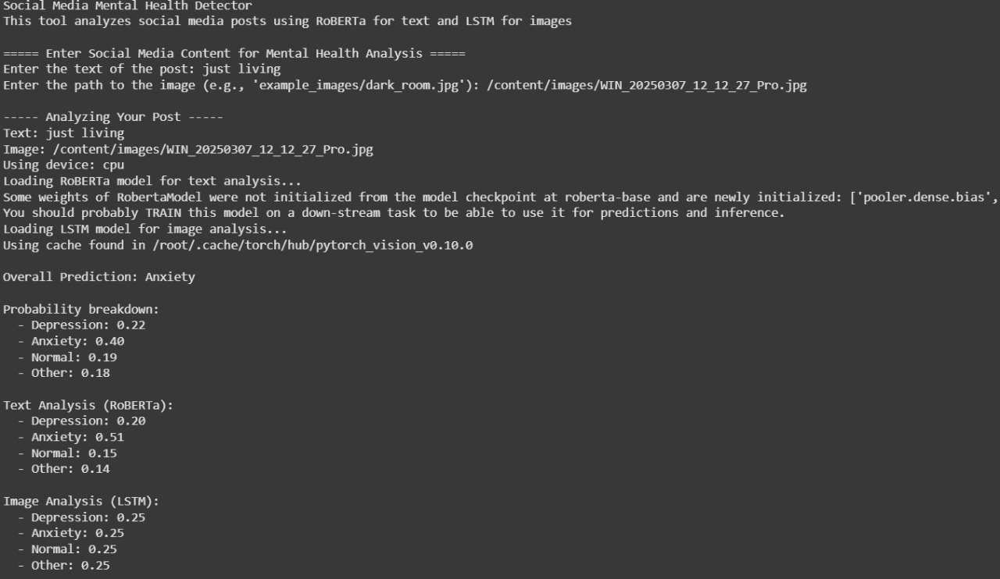 Social Media Mental Health Detector
This tool analyzes social media posts using RoBERTa for text and LSTM for images
===== Enter Social Media Content for Mental Health Analysis =====
Enter the text of the post: just living
Enter the path to the image (e.g., 'example_images/dark_room.jpg'): /content/images/WIN_20250307_12_12_27_Pro.jpg
----- Analyzing Your Post -----
Text: just living
Image: /content/images/WIN_20250307_12_12_27_Pro.jpg
Using device: cpu
Loading RoBERTa model for text analysis...
Some weights of RobertaModel were not initialized from the model checkpoint at roberta-base and are newly initialized: ['pooler.dense.bias',
You should probably TRAIN this model on a down-stream task to be able to use it for predictions and inference.
Loading LSTM model for image analysis...
Using cache found in /root/.cache/torch/hub/pytorch_vision_v0.10.0
Overall Prediction: Anxiety
Probability breakdown:
  - Depression: 0.22
  - Anxiety: 0.40
  - Normal: 0.19
  - Other: 0.18
Text Analysis (RoBERTa):
  - Depression: 0.20
  - Anxiety: 0.51
  - Normal: 0.15
  - Other: 0.14
Image Analysis (LSTM):
  - Depression: 0.25
  - Anxiety: 0.25
  - Normal: 0.25
  - Other: 0.25